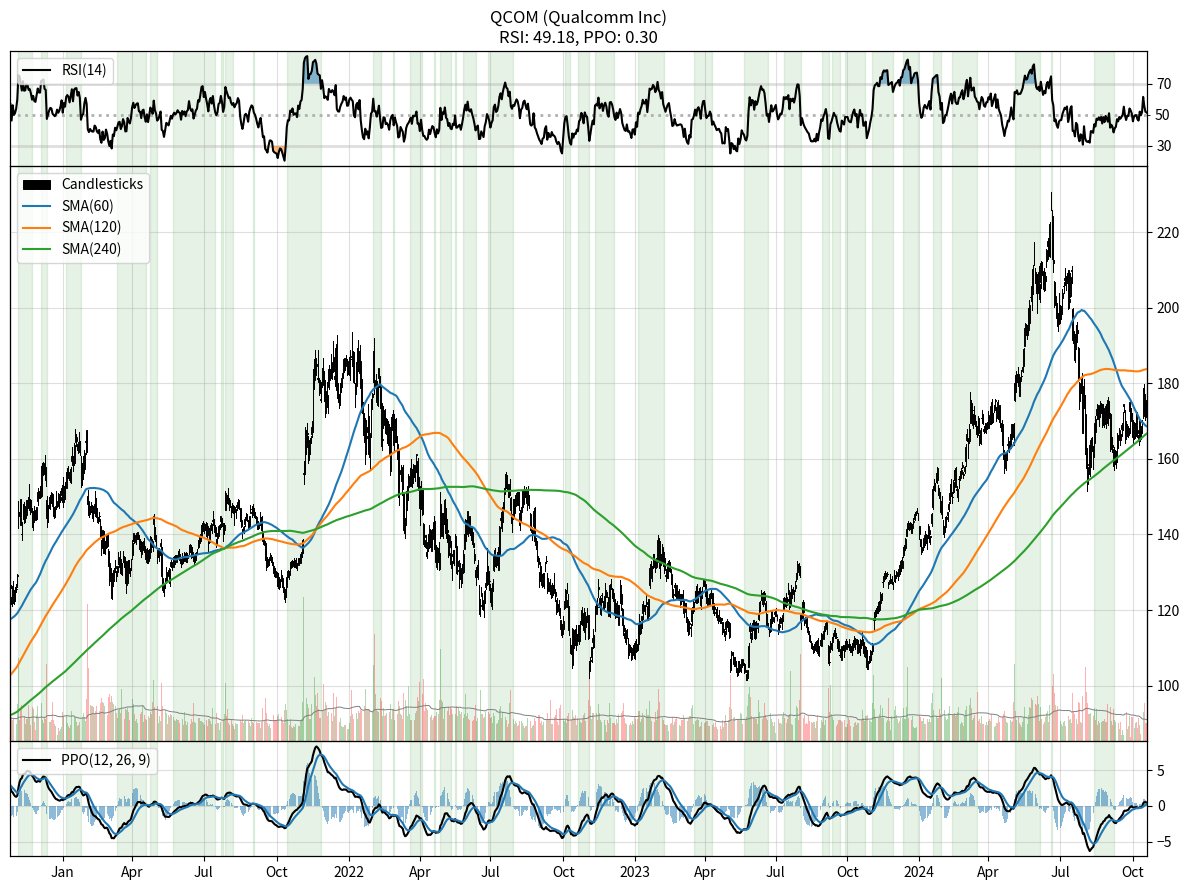 QCOM (Qualcomm Inc)
RSI: 49.18, PPO: 0.30
RSI(14)
70
50
30
Candlesticks
SMA(60)
SMA(120)
SMA(240)
220
200
180
160
140
120
100
PPO(12, 26, 9)
5
0
−5
Jan Apr Jul Oct 2022 Apr Jul Oct 2023 Apr Jul Oct 2024 Apr Jul Oct